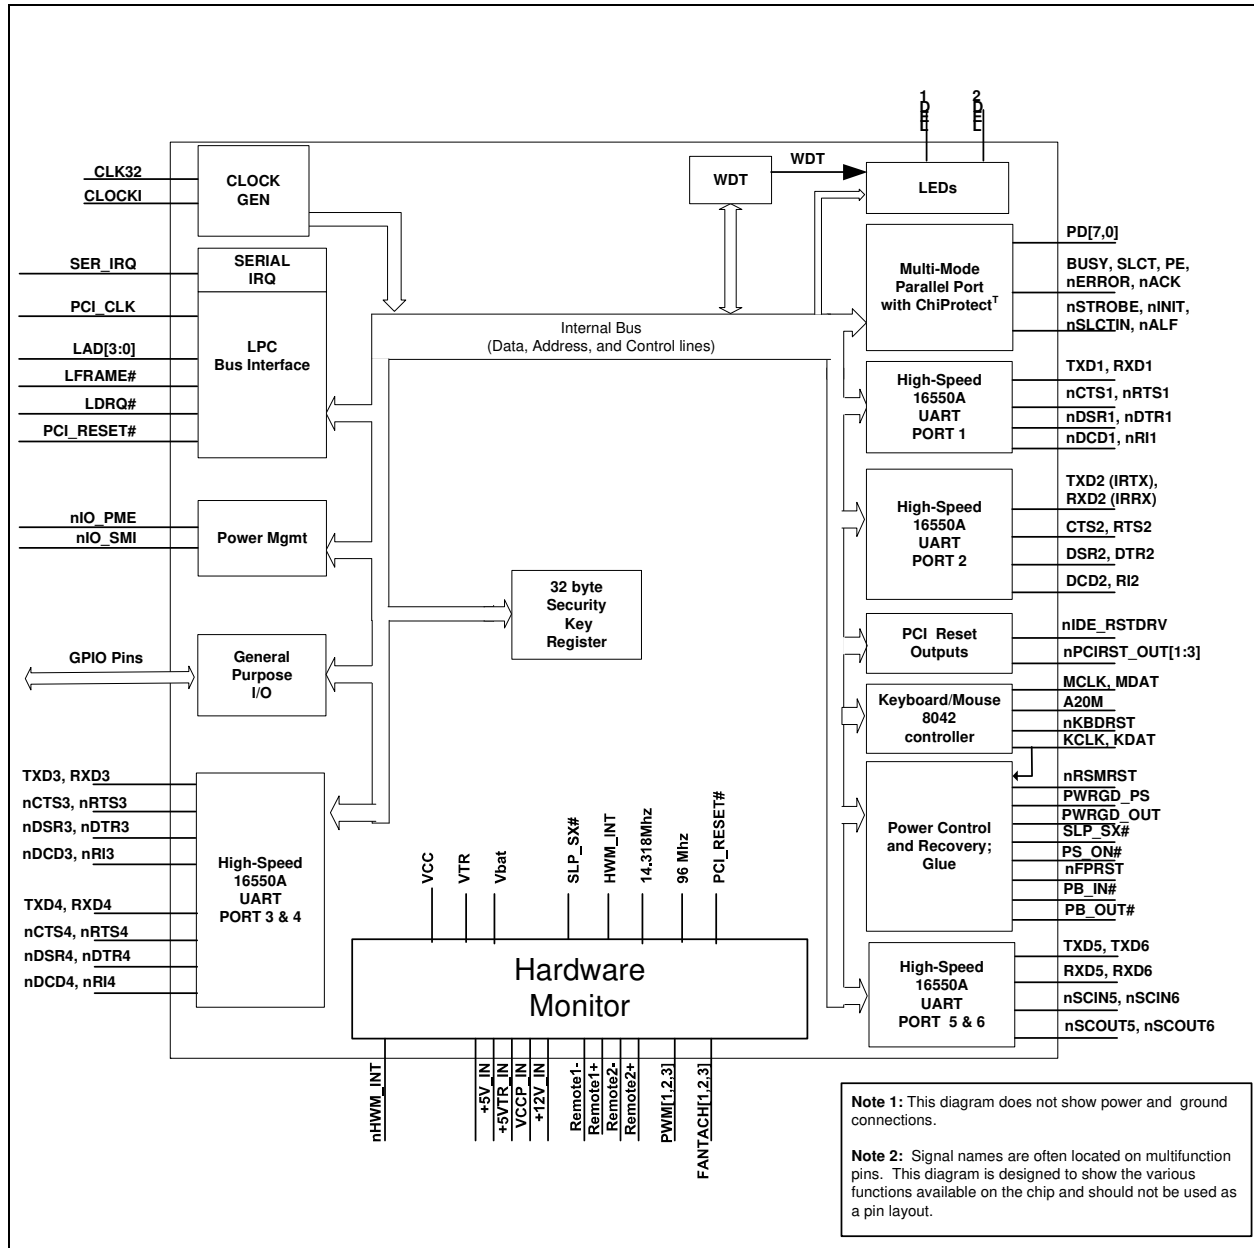 LED1
LED2
CLK32
CLOCKI
CLOCK
GEN
WDT
WDT
LEDs
SER_IRQ
SERIAL
IRQ
PCI_CLK
LAD[3:0]
LFRAME#
LDRQ#
PCI_RESET#
LPC
Bus Interface
Internal Bus
(Data, Address, and Control lines)
Multi-Mode
Parallel Port
with ChiProtectT
PD[7,0]
BUSY, SLCT, PE,
nERROR, nACK
nSTROBE, nINIT,
nSLCTIN, nALF
High-Speed
16550A
UART
PORT 1
TXD1, RXD1
nCTS1, nRTS1
nDSR1, nDTR1
nDCD1, nRI1
nIO_PME
nIO_SMI
Power Mgmt
High-Speed
16550A
UART
PORT 2
TXD2 (IRTX),
RXD2 (IRRX)
CTS2, RTS2
DSR2, DTR2
DCD2, RI2
32 byte
Security
Key
Register
GPIO Pins
General
Purpose
I/O
PCI Reset
Outputs
nIDE_RSTDRV
nPCIRST_OUT[1:3]
Keyboard/Mouse
8042
controller
MCLK, MDAT
A20M
nKBDRST
KCLK, KDAT
TXD3, RXD3
nCTS3, nRTS3
nDSR3, nDTR3
nDCD3, nRI3
TXD4, RXD4
nCTS4, nRTS4
nDSR4, nDTR4
nDCD4, nRI4
High-Speed
16550A
UART
PORT 3 & 4
Power Control
and Recovery;
Glue
nRSMRST
PWRGD_PS
PWRGD_OUT
SLP_SX#
PS_ON#
nFPRST
PB_IN#
PB_OUT#
VCC
VTR
Vbat
SLP_SX#
HWM_INT
14.318Mhz
96 Mhz
PCI_RESET#
Hardware
Monitor
High-Speed
16550A
UART
PORT 5 & 6
TXD5, TXD6
RXD5, RXD6
nSCIN5, nSCIN6
nSCOUT5, nSCOUT6
nHWM_INT
+5V_IN
+5VTR_IN
VCCP_IN
+12V_IN
Remote1-
Remote1+
Remote2-
Remote2+
PWM[1,2,3]
FANTACH[1,2,3]
Note 1: This diagram does not show power and ground
connections.
Note 2: Signal names are often located on multifunction
pins. This diagram is designed to show the various
functions available on the chip and should not be used as
a pin layout.